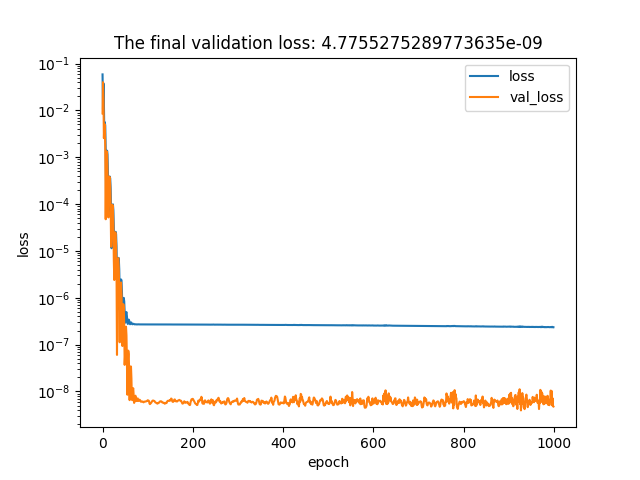 The final validation loss: 4.7755275289773635e-09
loss
val_loss
10⁻¹
10⁻²
10⁻³
10⁻⁴
10⁻⁵
10⁻⁶
10⁻⁷
10⁻⁸
loss
0 200 400 600 800 1000
epoch